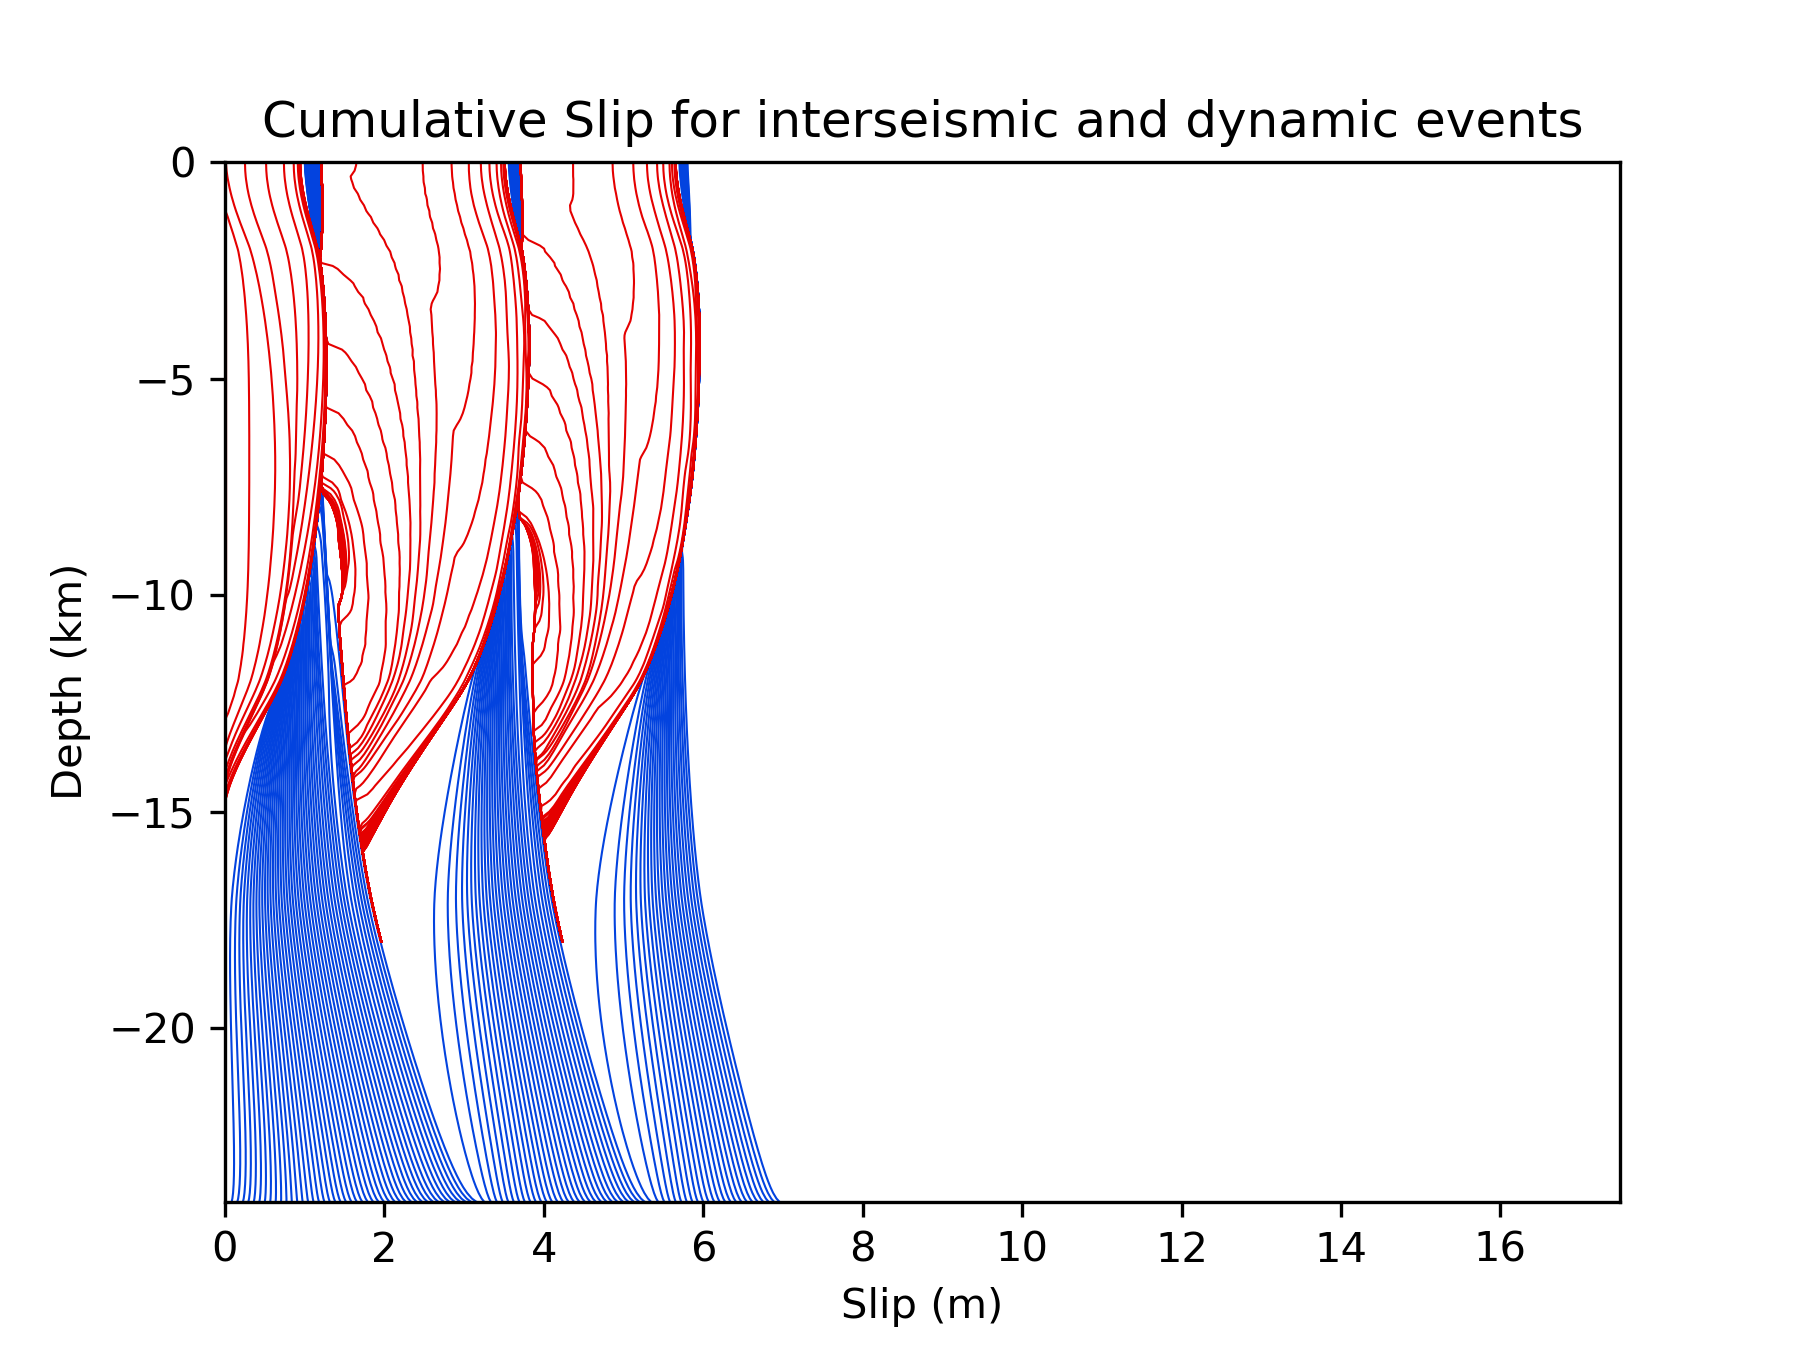 Cumulative Slip for interseismic and dynamic events
0
−5
−10
−15
−20
Depth (km)
0 2 4 6 8 10 12 14 16
Slip (m)